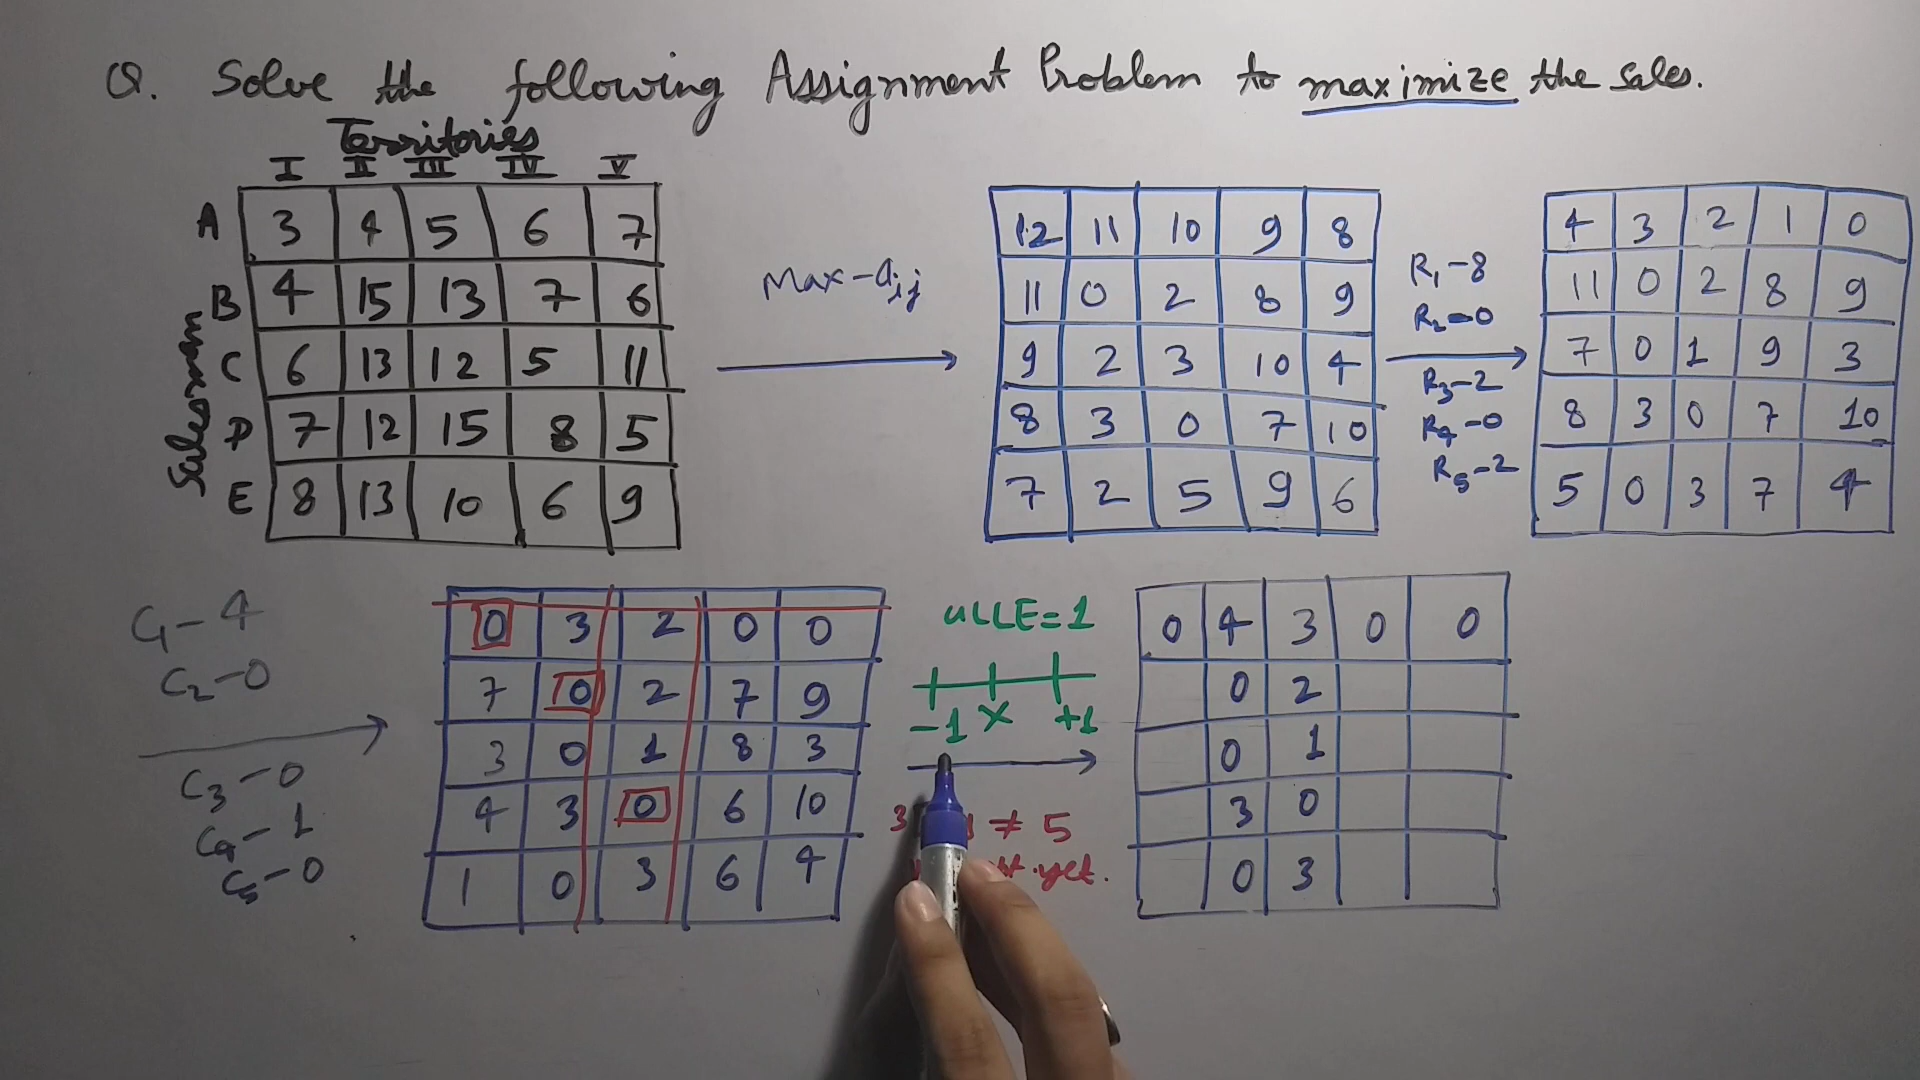 Q. Solve the following Assignment Problem to maximize the sales.
Territories
I II III IV V
Salesman
A 3 4 5 6 7
B 4 15 13 7 6
C 6 13 12 5 11
D 7 12 15 8 5
E 8 13 10 6 9
Max-aij
12 11 10 9 8
11 0 2 8 9
9 2 3 10 4
8 3 0 7 10
7 2 5 9 6
R1-8
R2-0
R3-2
R4-0
R5-2
4 3 2 1 0
11 0 2 8 9
7 0 1 9 3
8 3 0 7 10
5 0 3 7 4
C1-4
C2-0
C3-0
C4-1
C5-0
0 3 2 0 0
7 0 2 7 9
3 0 1 8 3
4 3 0 6 10
1 0 3 6 4
ULLE=1
-1 X +1
3 ≠ 5
yet.
0 4 3 0 0
0 2
0 1
3 0
0 3